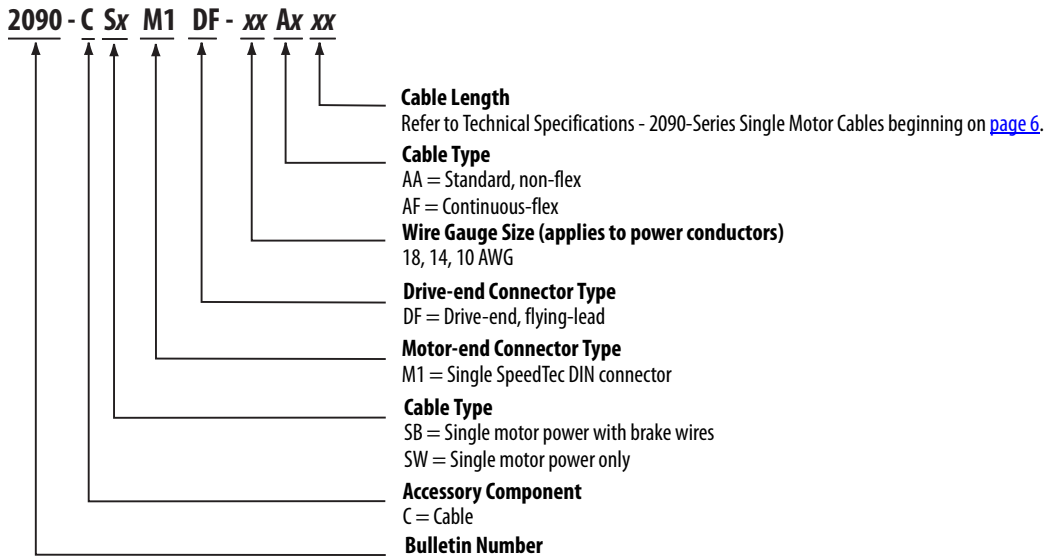 2090 - C Sx M1 DF - xx Ax xx
Cable Length
Refer to Technical Specifications - 2090-Series Single Motor Cables beginning on page 6.
Cable Type
AA = Standard, non-flex
AF = Continuous-flex
Wire Gauge Size (applies to power conductors)
18, 14, 10 AWG
Drive-end Connector Type
DF = Drive-end, flying-lead
Motor-end Connector Type
M1 = Single SpeedTec DIN connector
Cable Type
SB = Single motor power with brake wires
SW = Single motor power only
Accessory Component
C = Cable
Bulletin Number